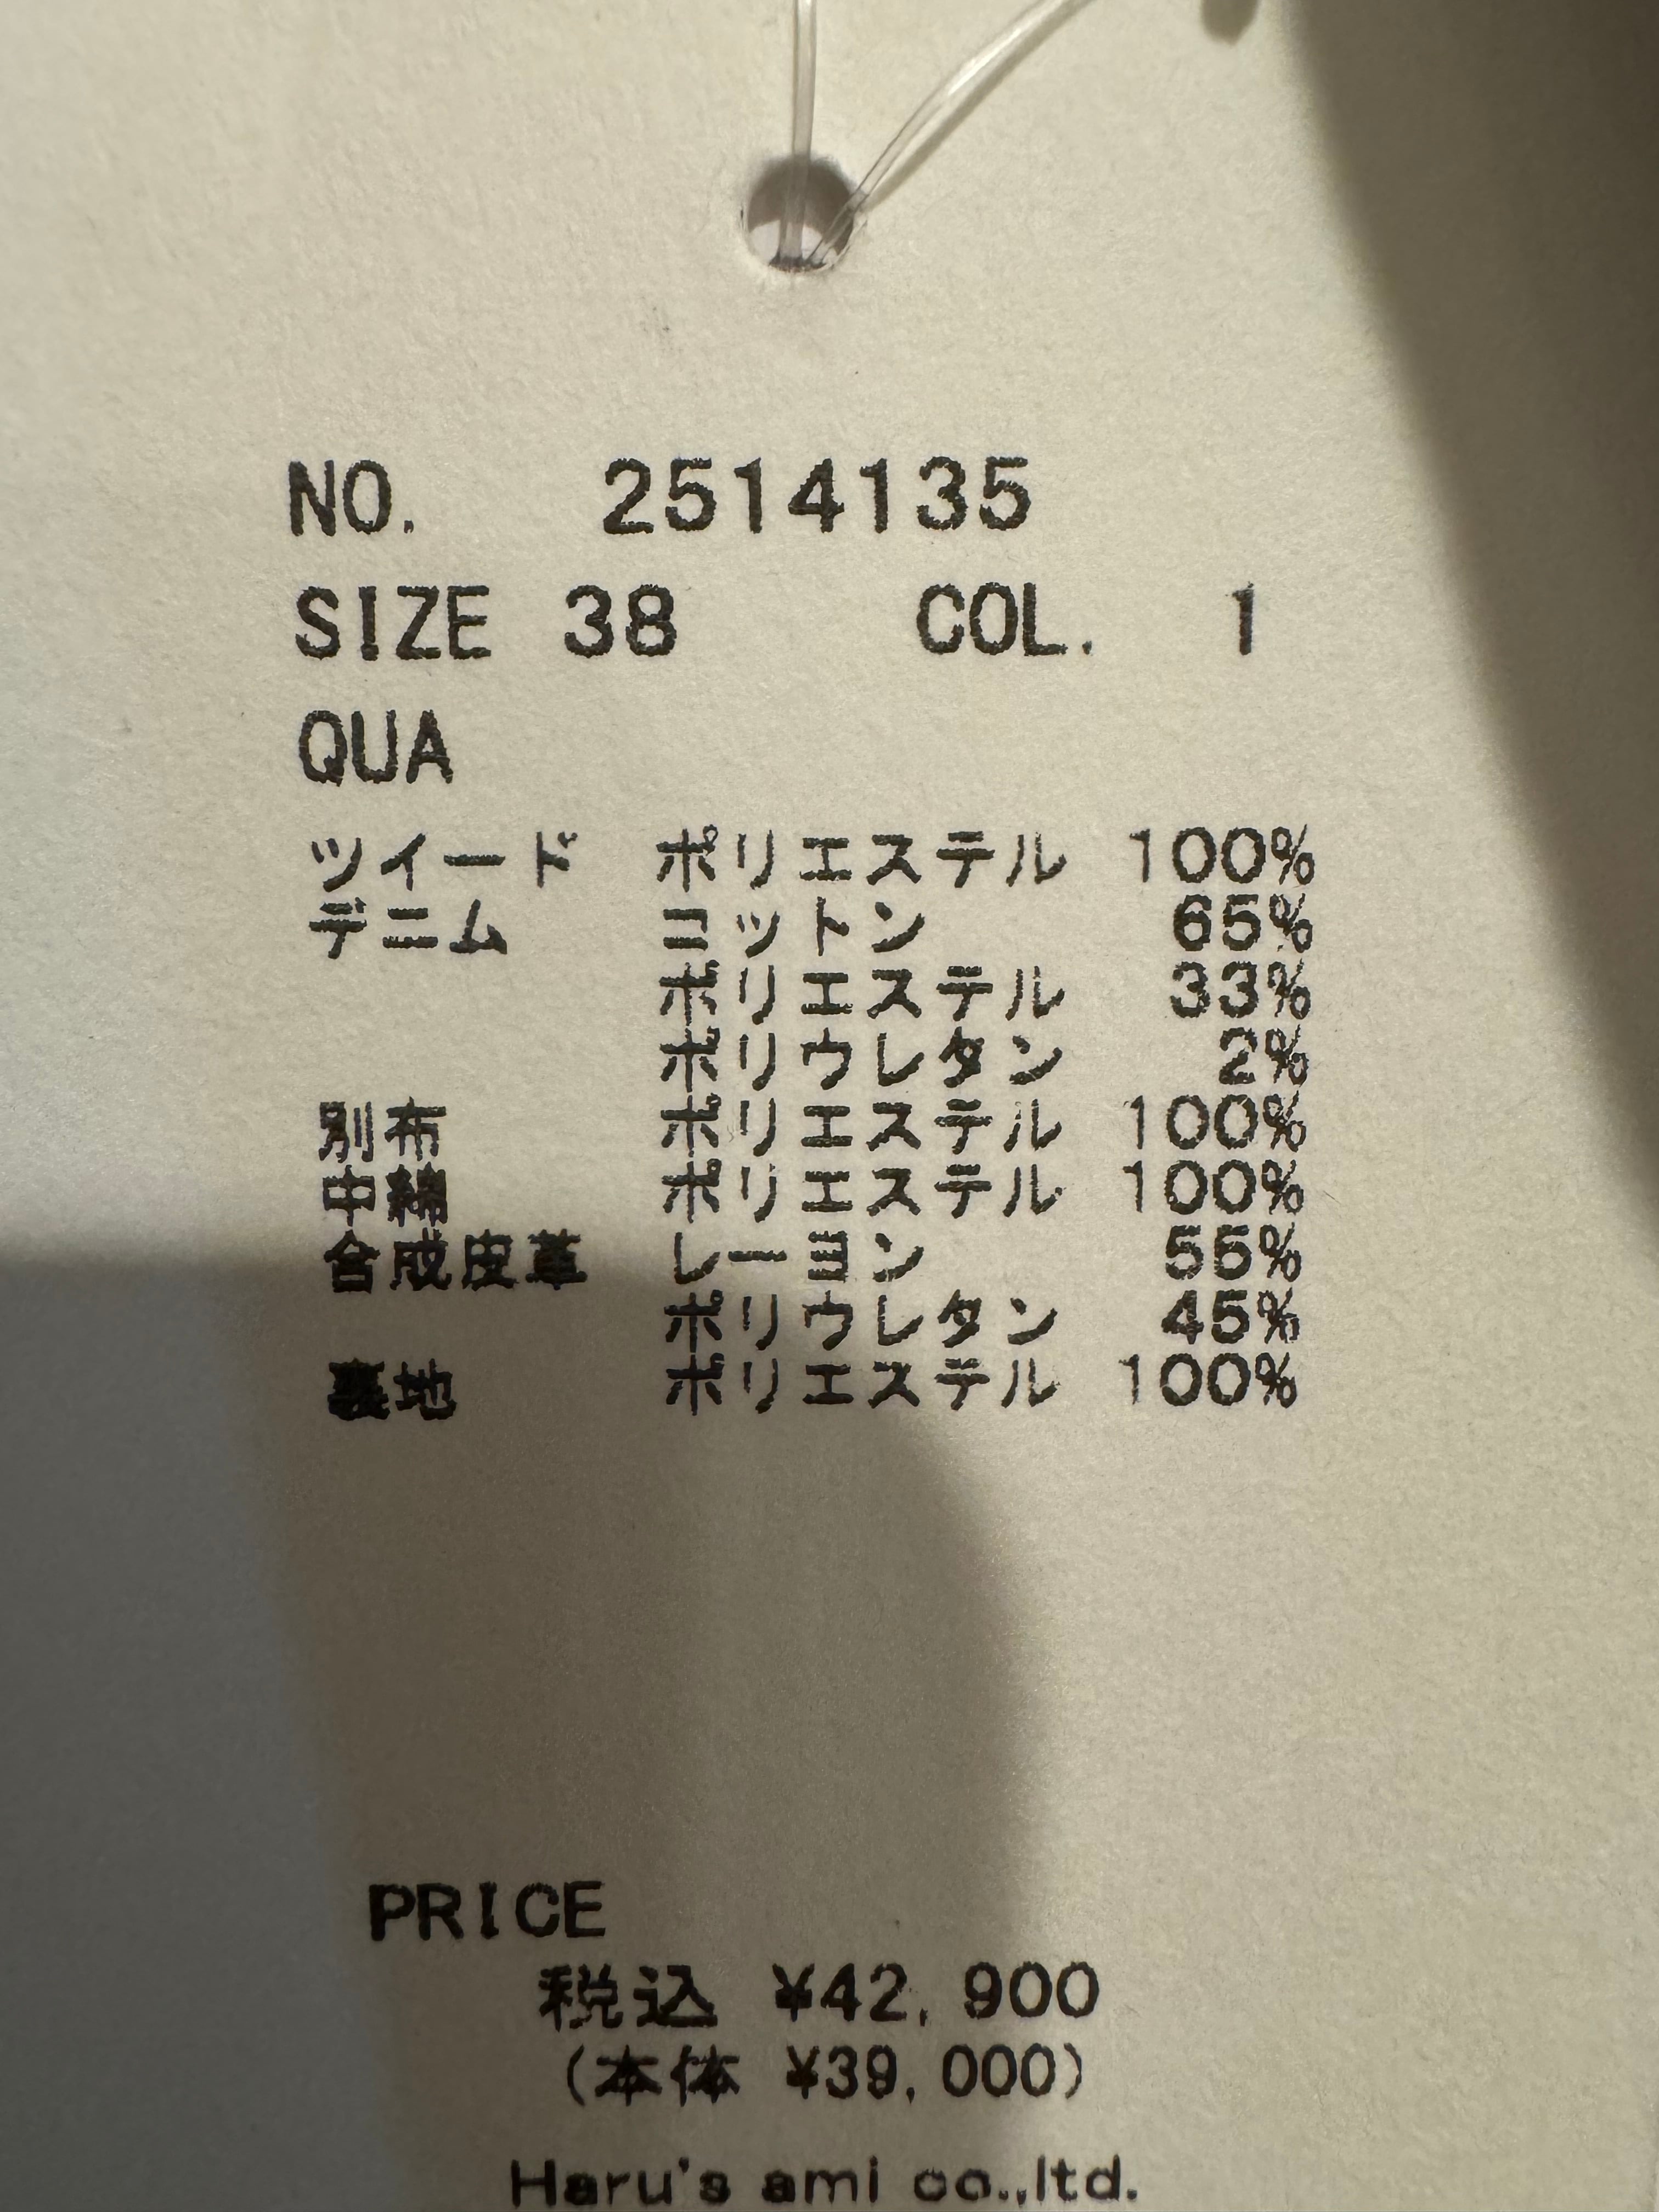 NO. 2514135
SIZE 38 COL. 1
QUA
ツイード ポリエステル 100%
デニム コットン 65%
ポリエステル 33%
ポリウレタン 2%
別布 ポリエステル 100%
中綿 ポリエステル 100%
合成皮革 レーヨン 55%
ポリウレタン 45%
裏地 ポリエステル 100%
PRICE
税込 ¥42,900
(本体 ¥39,000)
Haru's ami co.,ltd.